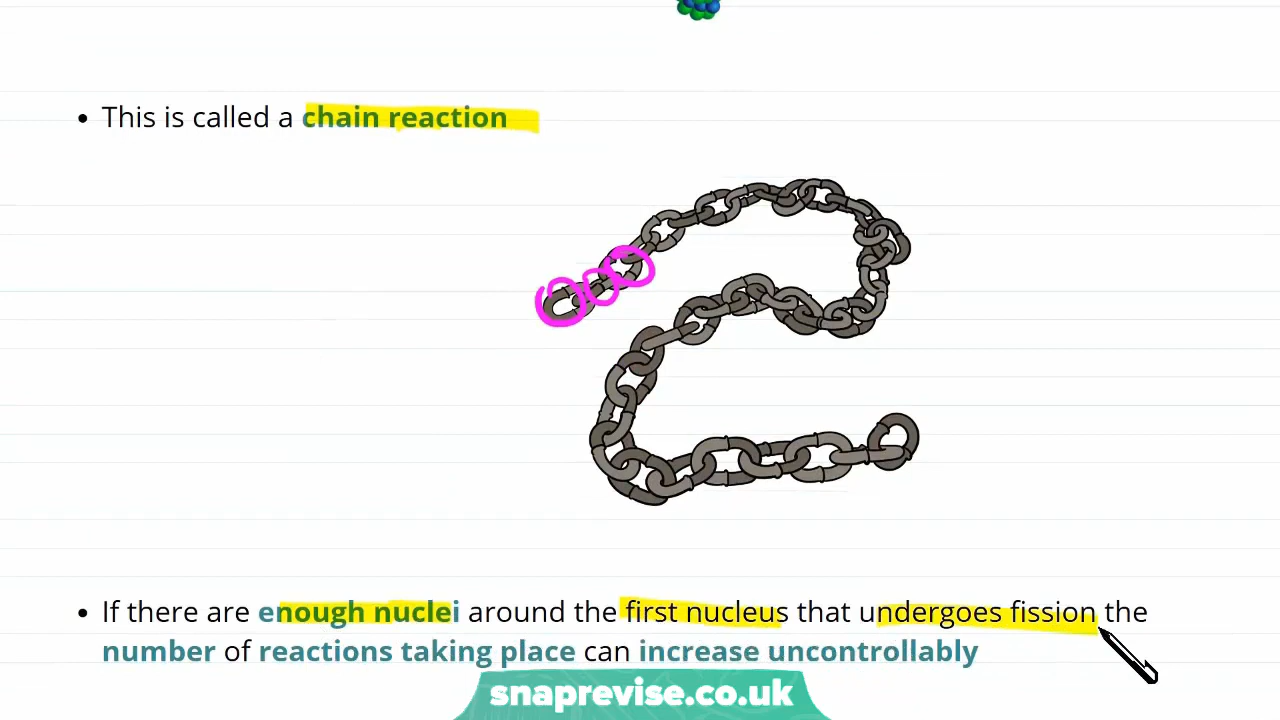 • This is called a chain reaction
• If there are enough nuclei around the first nucleus that undergoes fission the
number of reactions taking place can increase uncontrollably
snaprevise.co.uk